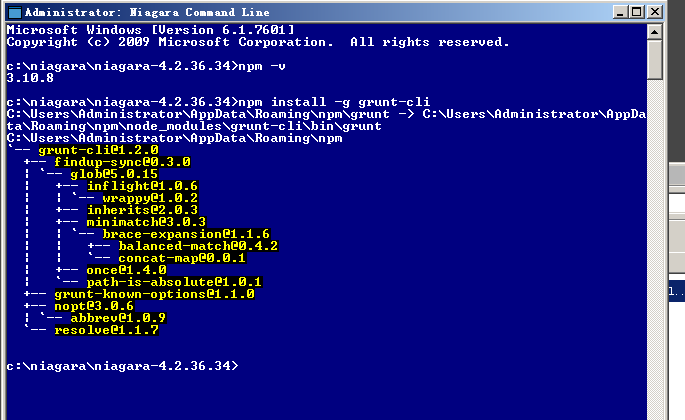 Administrator: Niagara Command Line
Microsoft Windows [Version 6.1.7601]
Copyright (c) 2009 Microsoft Corporation.  All rights reserved.
c:\niagara\niagara-4.2.36.34>npm -v
3.10.8
c:\niagara\niagara-4.2.36.34>npm install -g grunt-cli
C:\Users\Administrator\AppData\Roaming\npm\grunt -> C:\Users\Administrator\AppDa
ta\Roaming\npm\node_modules\grunt-cli\bin\grunt
C:\Users\Administrator\AppData\Roaming\npm
`-- grunt-cli@1.2.0
  +-- findup-sync@0.3.0
  | `-- glob@5.0.15
  |   +-- inflight@1.0.6
  |   | `-- wrappy@1.0.2
  |   +-- inherits@2.0.3
  |   +-- minimatch@3.0.3
  |   | `-- brace-expansion@1.1.6
  |   |   +-- balanced-match@0.4.2
  |   |   `-- concat-map@0.0.1
  |   +-- once@1.4.0
  |   `-- path-is-absolute@1.0.1
  +-- grunt-known-options@1.1.0
  +-- nopt@3.0.6
  | `-- abbrev@1.0.9
  `-- resolve@1.1.7
c:\niagara\niagara-4.2.36.34>